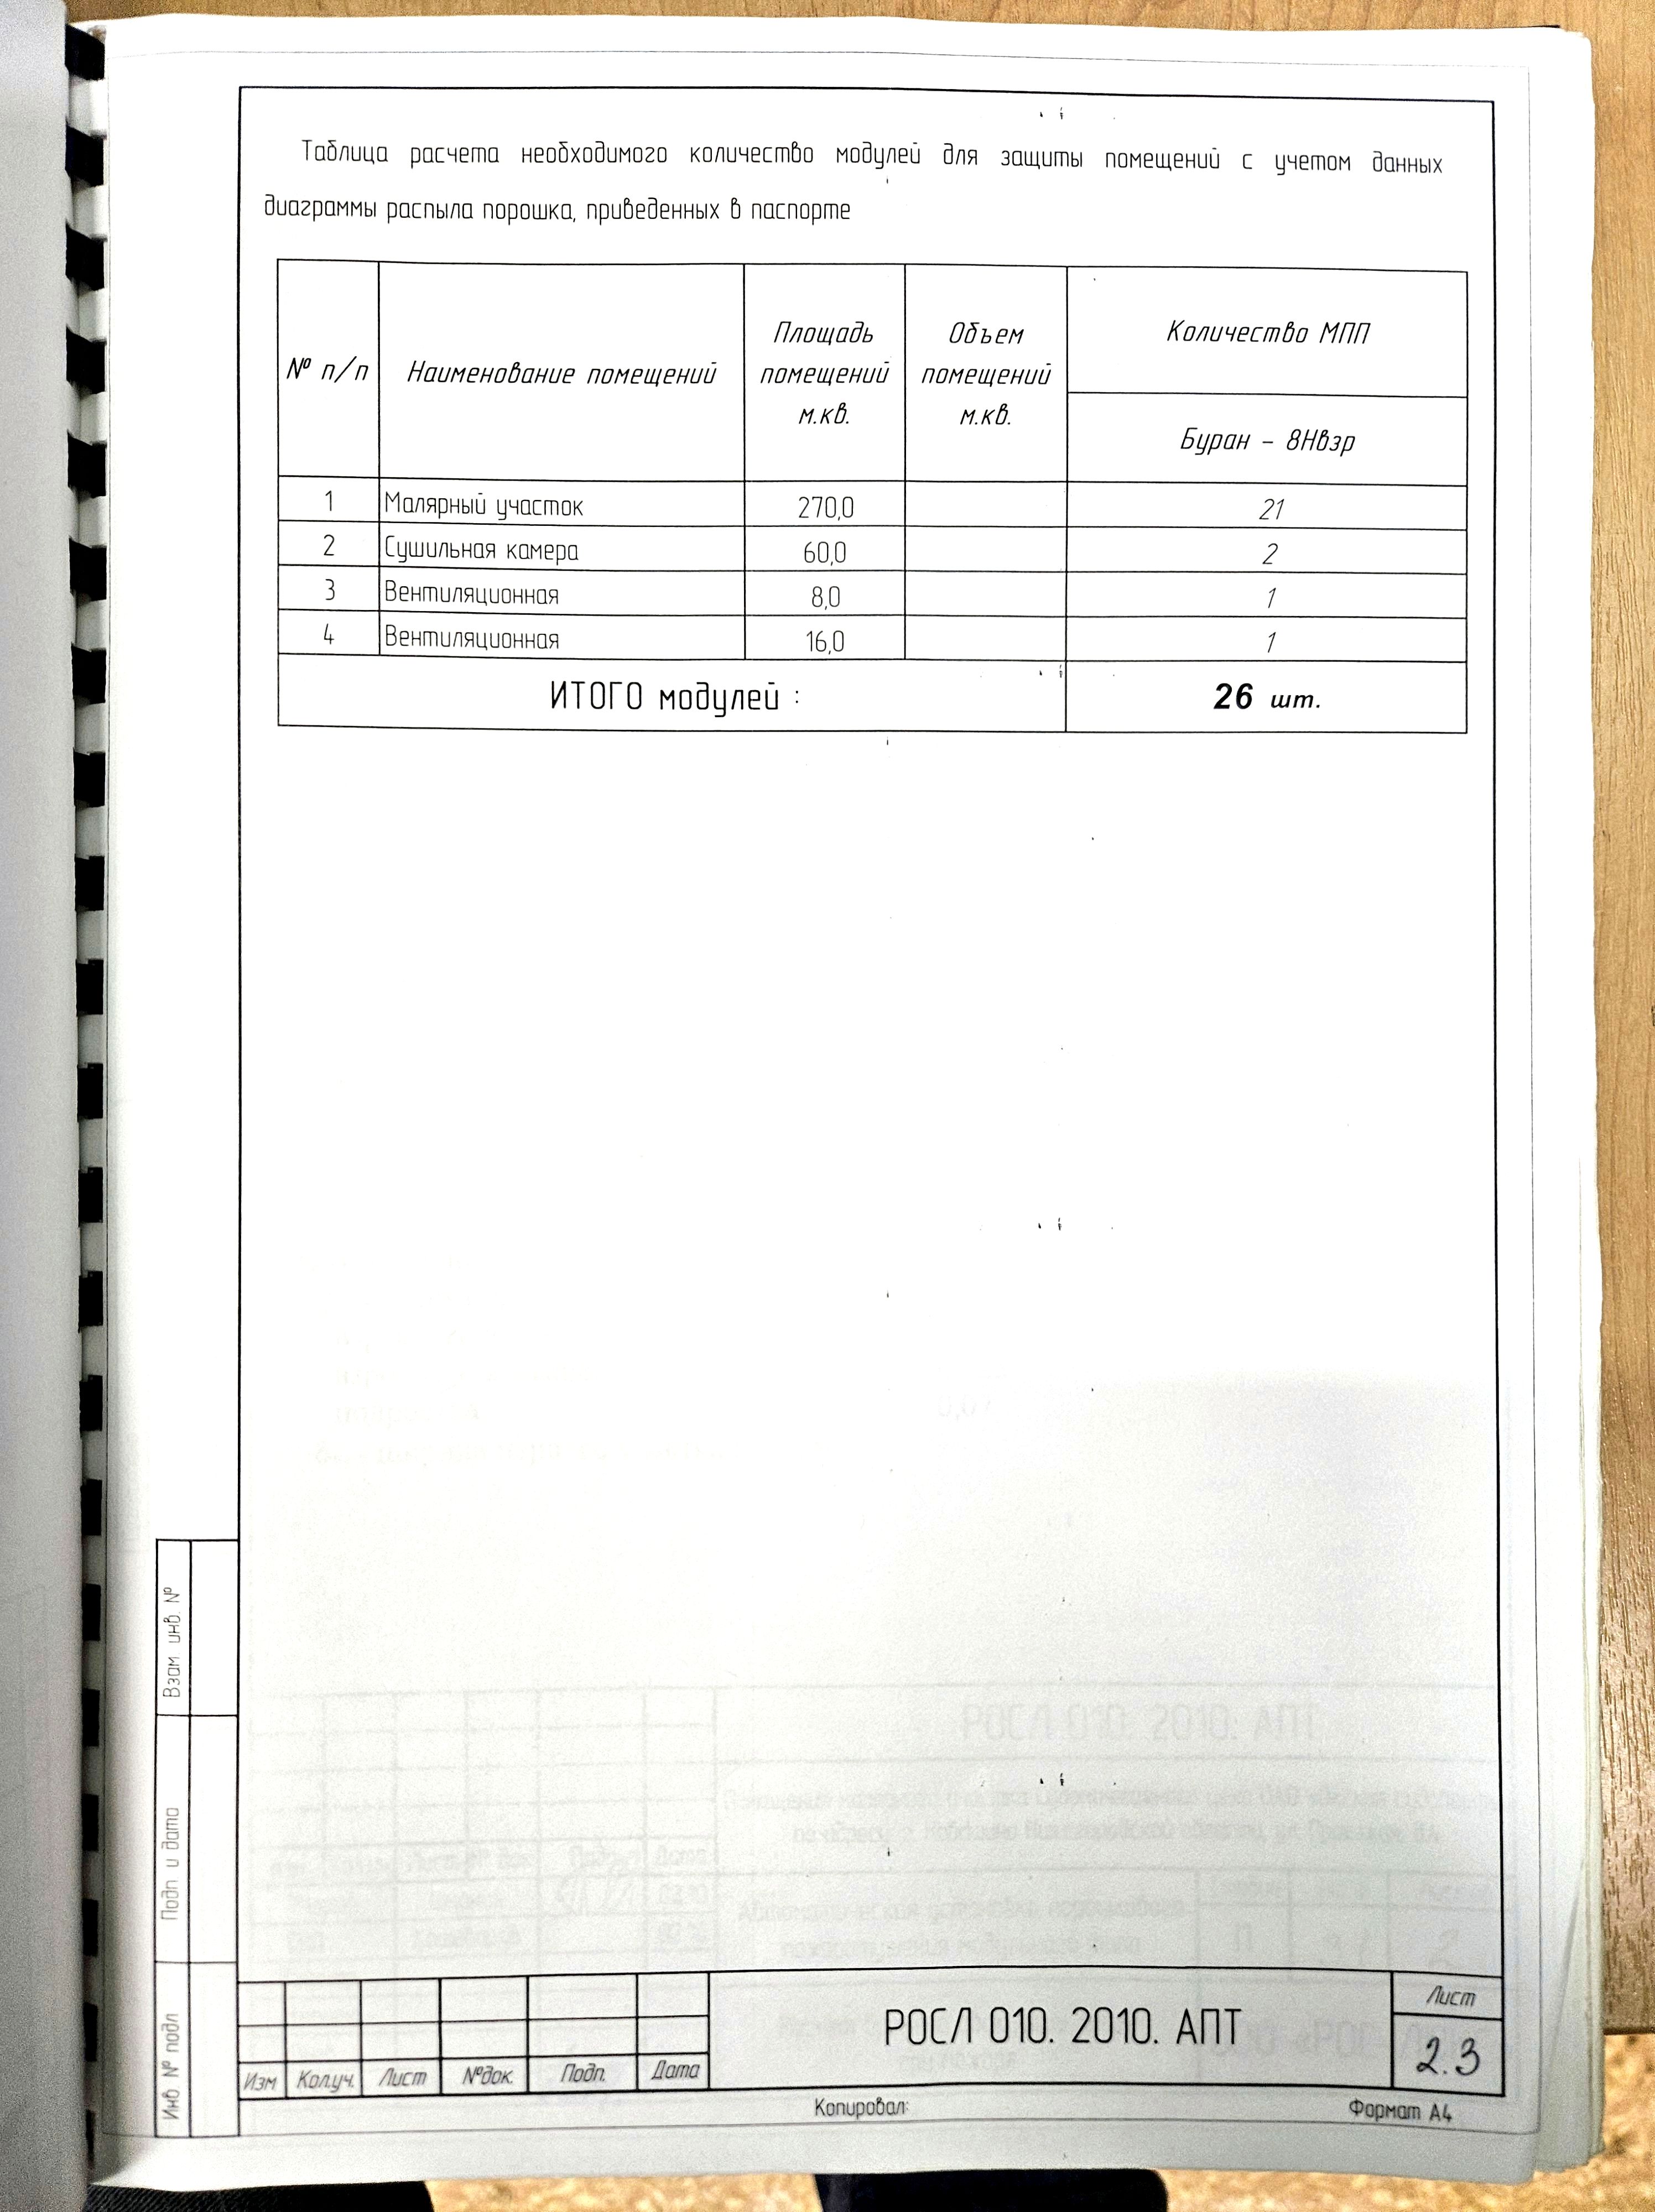 Таблица расчета необходимого количество модулей для защиты помещений с учетом данных
диаграммы распыла порошка, приведенных в паспорте
№ п/п Наименование помещений Площадь помещений м.кв. Объем помещений м.кв. Количество МПП
Буран – 8Нвзр
1 Малярный участок 270,0 21
2 Сушильная камера 60,0 2
3 Вентиляционная 8,0 1
4 Вентиляционная 16,0 1
ИТОГО модулей : 26 шт.
Взам инв. №
Подп и дата
Инв № подл
РОСЛ 010. 2010. АПТ
Лист
2.3
Изм Кол.уч. Лист №док. Подп. Дата
Копировал: Формат А4